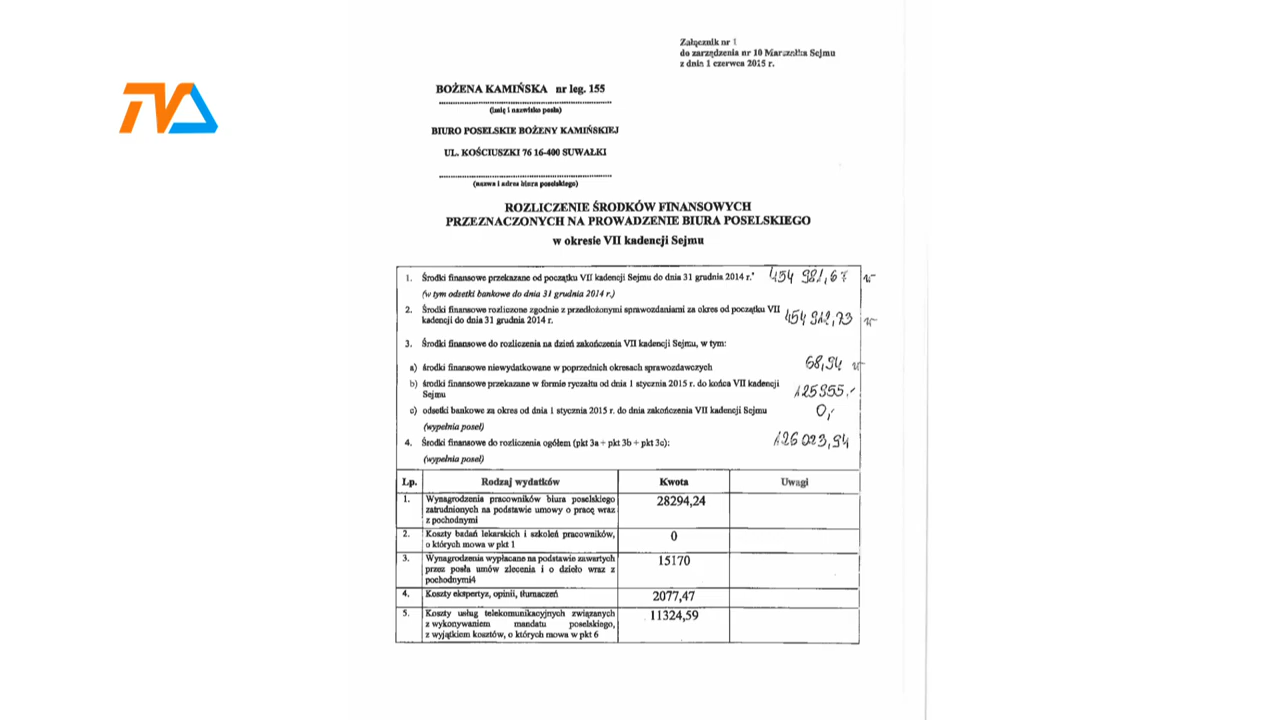 Załącznik nr 1
do zarządzenia nr 10 Marszałka Sejmu
z dnia 1 czerwca 2015 r.
TVA
BOŻENA KAMIŃSKA nr leg. 155
(imię i nazwisko posła)
BIURO POSELSKIE BOŻENY KAMIŃSKIEJ
UL. KOŚCIUSZKI 76 16-400 SUWAŁKI
(nazwa i adres biura poselskiego)
ROZLICZENIE ŚRODKÓW FINANSOWYCH
PRZEZNACZONYCH NA PROWADZENIE BIURA POSELSKIEGO
w okresie VII kadencji Sejmu
1. Środki finansowe przekazane od początku VII kadencji Sejmu do dnia 31 grudnia 2014 r.* 454 981,67
(w tym odsetki bankowe do dnia 31 grudnia 2014 r.)
2. Środki finansowe rozliczone zgodnie z przedłożonymi sprawozdaniami za okres od początku VII
kadencji do dnia 31 grudnia 2014 r. 454 912,73
3. Środki finansowe do rozliczenia na dzień zakończenia VII kadencji Sejmu, w tym:
a) środki finansowe niewydatkowane w poprzednich okresach sprawozdawczych 68,94
b) środki finansowe przekazane w formie ryczałtu od dnia 1 stycznia 2015 r. do końca VII kadencji
Sejmu 125955.-
c) odsetki bankowe za okres od dnia 1 stycznia 2015 r. do dnia zakończenia VII kadencji Sejmu 0,-
(wypełnia poseł)
4. Środki finansowe do rozliczenia ogółem (pkt 3a + pkt 3b + pkt 3c): 126 023,94
(wypełnia poseł)
Lp. Rodzaj wydatków Kwota Uwagi
1. Wynagrodzenia pracowników biura poselskiego 28294,24
zatrudnionych na podstawie umowy o pracę wraz
z pochodnymi
2. Koszty badań lekarskich i szkoleń pracowników, 0
o których mowa w pkt 1
3. Wynagrodzenia wypłacane na podstawie zawartych 15170
przez posła umów zlecenia i o dzieło wraz z
pochodnymi4
4. Koszty ekspertyz, opinii, tłumaczeń 2077,47
5. Koszty usług telekomunikacyjnych związanych 11324,59
z wykonywaniem mandatu poselskiego,
z wyjątkiem kosztów, o których mowa w pkt 6